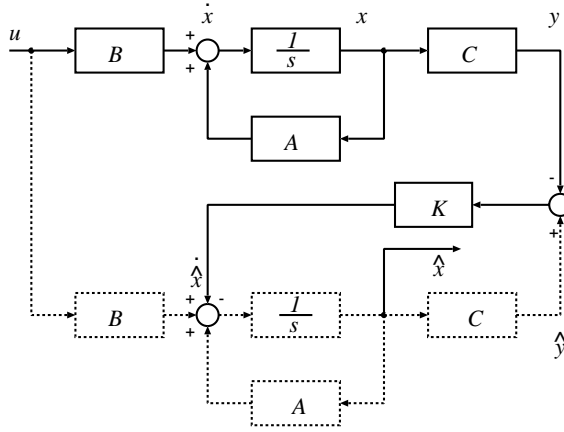 u
ẋ
x
y
B
+
+
1/s
C
A
-
K
+
x̂̇
x̂
B
+
-
+
1/s
C
ŷ
A